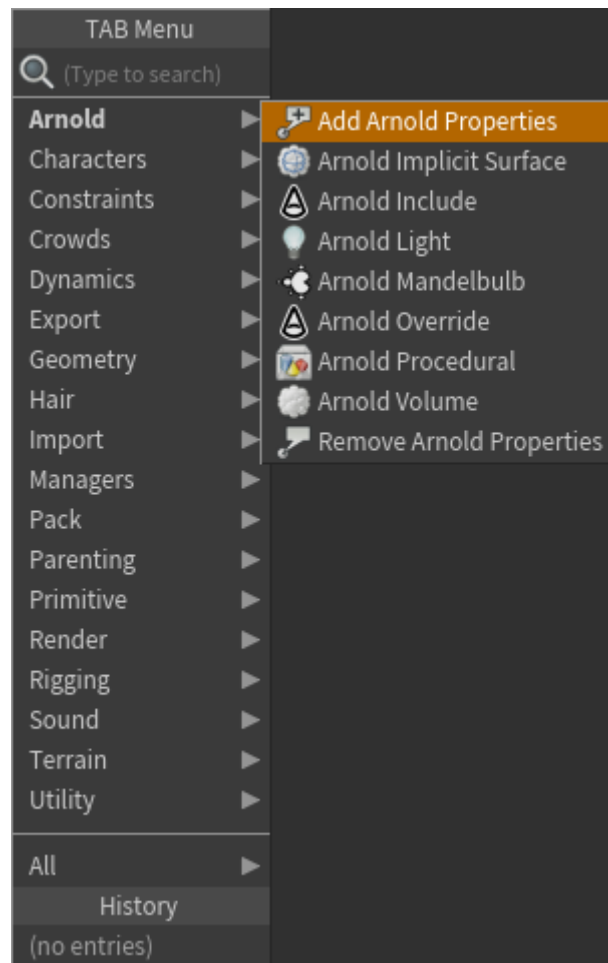 TAB Menu
(Type to search)
Arnold
Characters
Constraints
Crowds
Dynamics
Export
Geometry
Hair
Import
Managers
Pack
Parenting
Primitive
Render
Rigging
Sound
Terrain
Utility
All
History
(no entries)
Add Arnold Properties
Arnold Implicit Surface
Arnold Include
Arnold Light
Arnold Mandelbulb
Arnold Override
Arnold Procedural
Arnold Volume
Remove Arnold Properties